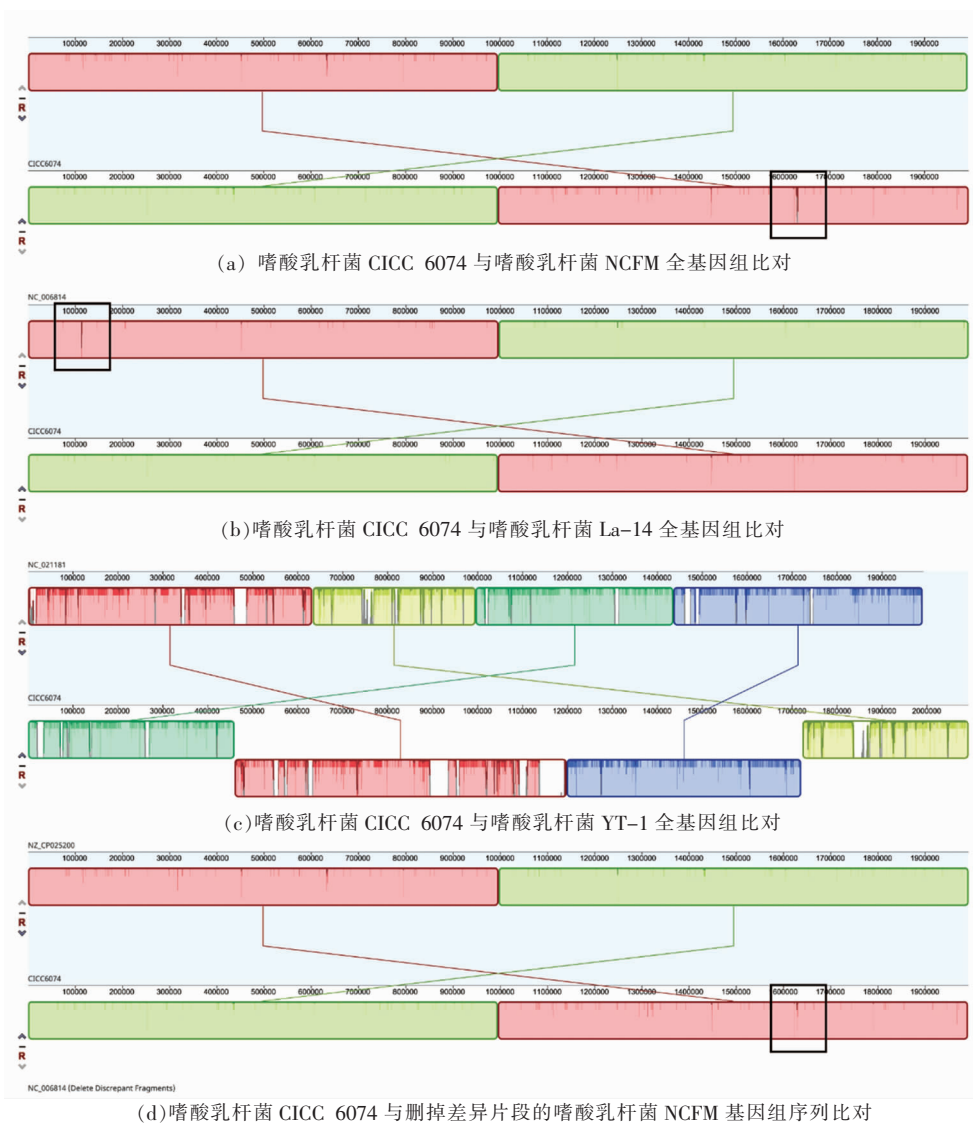 100000 200000 300000 400000 500000 600000 700000 800000 900000 1000000 1100000 1200000 1300000 1400000 1500000 1600000 1700000 1800000 1900000
R
CICC6074
100000 200000 300000 400000 500000 600000 700000 800000 900000 1000000 1100000 1200000 1300000 1400000 1500000 1600000 1700000 1800000 1900000
R
(a) 嗜酸乳杆菌 CICC 6074 与嗜酸乳杆菌 NCFM 全基因组比对
NC_006814
100000 200000 300000 400000 500000 600000 700000 800000 900000 1000000 1100000 1200000 1300000 1400000 1500000 1600000 1700000 1800000 1900000
R
CICC6074
100000 200000 300000 400000 500000 600000 700000 800000 900000 1000000 1100000 1200000 1300000 1400000 1500000 1600000 1700000 1800000 1900000
R
(b)嗜酸乳杆菌 CICC 6074 与嗜酸乳杆菌 La-14 全基因组比对
NC_021181
100000 200000 300000 400000 500000 600000 700000 800000 900000 1000000 1100000 1200000 1300000 1400000 1500000 1600000 1700000 1800000 1900000
R
CICC6074
100000 200000 300000 400000 500000 600000 700000 800000 900000 1000000 1100000 1200000 1300000 1400000 1500000 1600000 1700000 1800000 1900000 2000000
R
(c)嗜酸乳杆菌 CICC 6074 与嗜酸乳杆菌 YT-1 全基因组比对
NZ_CP025200
100000 200000 300000 400000 500000 600000 700000 800000 900000 1000000 1100000 1200000 1300000 1400000 1500000 1600000 1700000 1800000 1900000
R
CICC6074
100000 200000 300000 400000 500000 600000 700000 800000 900000 1000000 1100000 1200000 1300000 1400000 1500000 1600000 1700000 1800000 1900000
R
NC_006814 (Delete Discrepant Fragments)
(d)嗜酸乳杆菌 CICC 6074 与删掉差异片段的嗜酸乳杆菌 NCFM 基因组序列比对